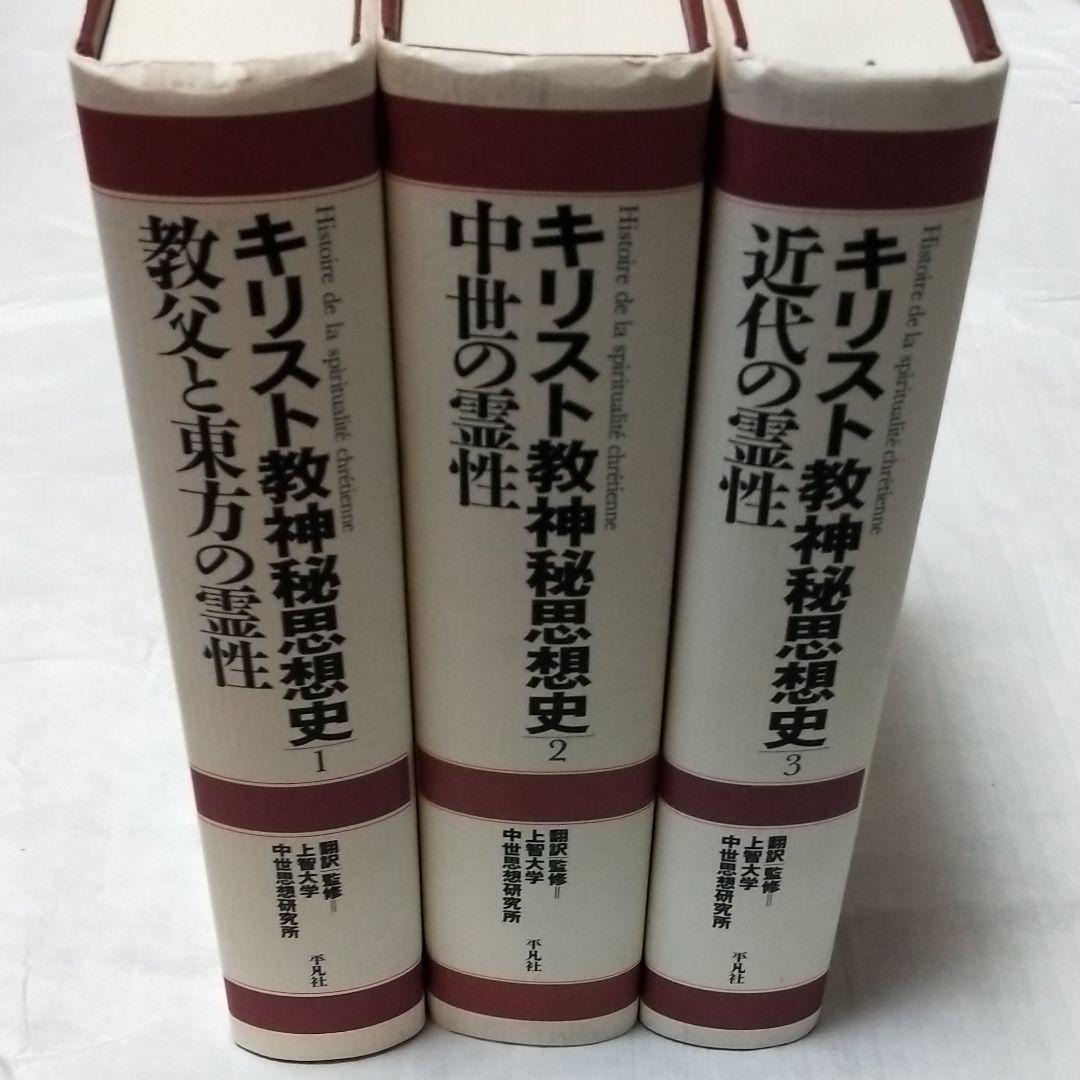 Histoire de la spiritualité chrétienne
キリスト教神秘思想史
1
教父と東方の霊性
翻訳・監修=
上智大学
中世思想研究所
平凡社
Histoire de la spiritualité chrétienne
キリスト教神秘思想史
2
中世の霊性
翻訳・監修=
上智大学
中世思想研究所
平凡社
Histoire de la spiritualité chrétienne
キリスト教神秘思想史
3
近代の霊性
翻訳・監修=
上智大学
中世思想研究所
平凡社